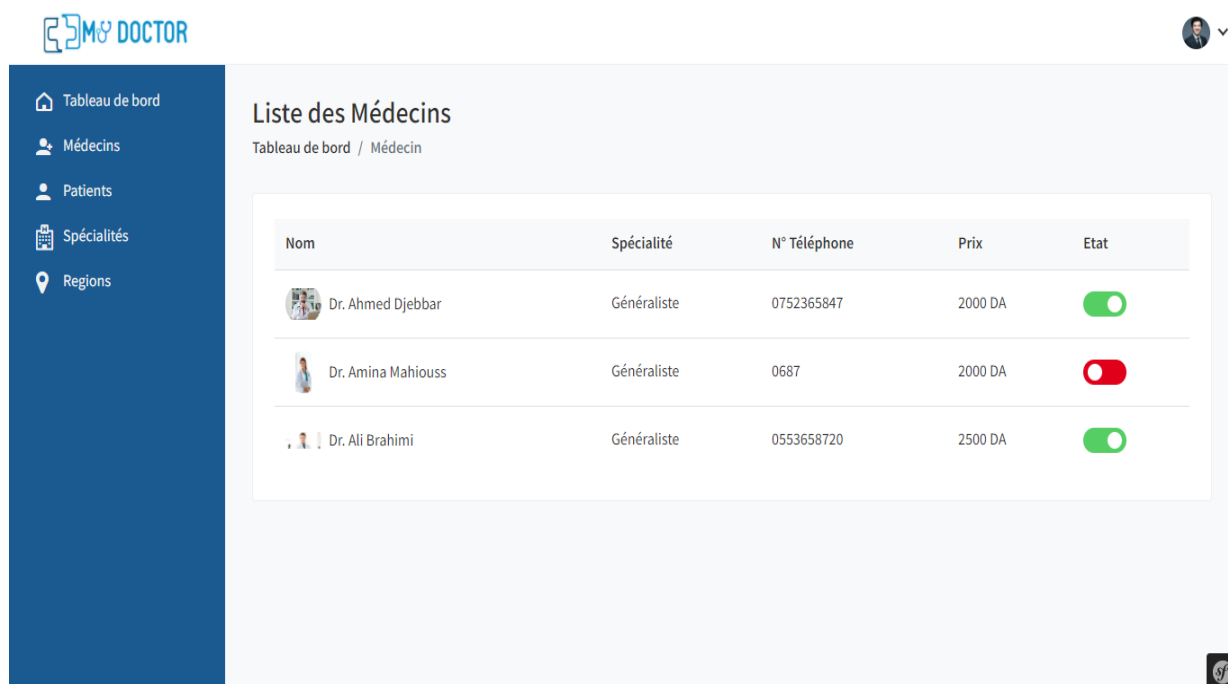 MY DOCTOR
Tableau de bord
Médecins
Patients
Spécialités
Regions
Liste des Médecins
Tableau de bord / Médecin
Nom Spécialité N° Téléphone Prix Etat
Dr. Ahmed Djebbar Généraliste 0752365847 2000 DA
Dr. Amina Mahiouss Généraliste 0687 2000 DA
Dr. Ali Brahimi Généraliste 0553658720 2500 DA
sf